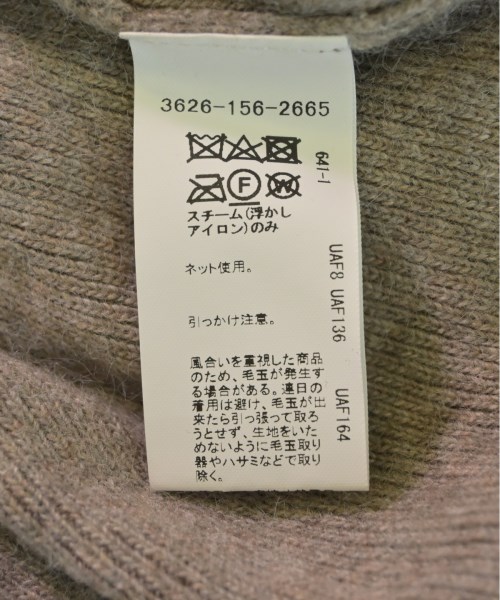 3626-156-2665
F W
スチーム(浮かし
アイロン)のみ
ネット使用。
引っかけ注意。
風合いを重視した商品
のため、毛玉が発生す
る場合がある。連日の
着用は避け、毛玉が出
来たら引っ張って取ろ
うとせず、生地をいた
めないように毛玉取り
器やハサミなどで取り
除く。
641-1
UAF8 UAF136
UAF164